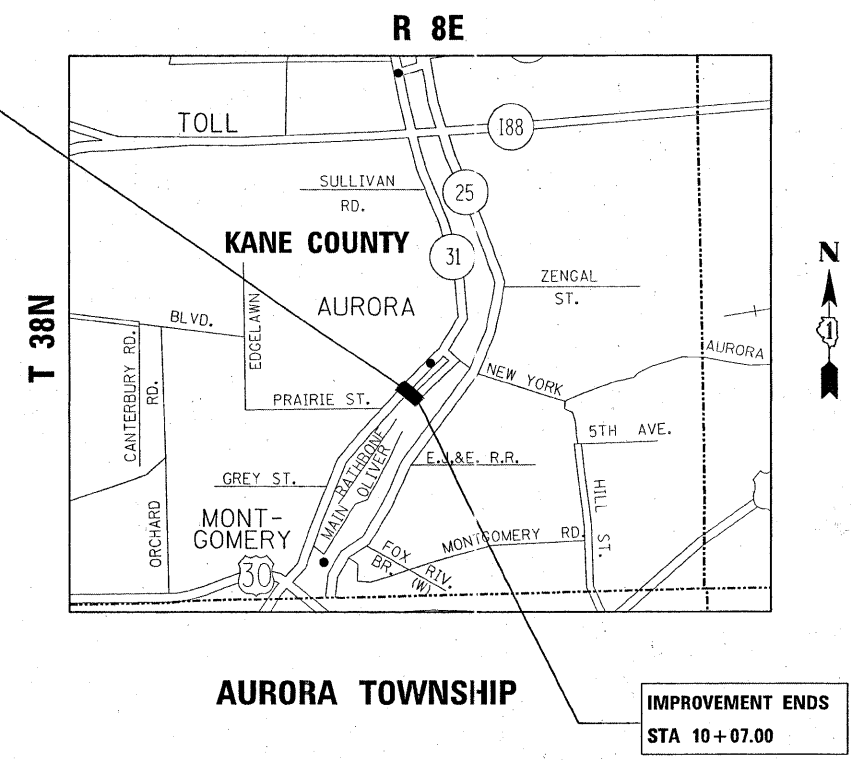 R 8E
TOLL
188
SULLIVAN
RD.
25
KANE COUNTY
31
ZENGAL
ST.
N
1
T 38N
BLVD.
EDGELAWN
AURORA
CANTERBURY RD.
RD.
AURORA
NEW YORK
PRAIRIE ST.
5TH AVE.
RATHBONE
OLIVER
MAIN
E.J.&E. R.R.
GREY ST.
HILL
ST.
ORCHARD
MONT-
GOMERY
MONTGOMERY RD.
FOX RIV.
BR. (W)
30
AURORA TOWNSHIP
IMPROVEMENT ENDS
STA 10+07.00